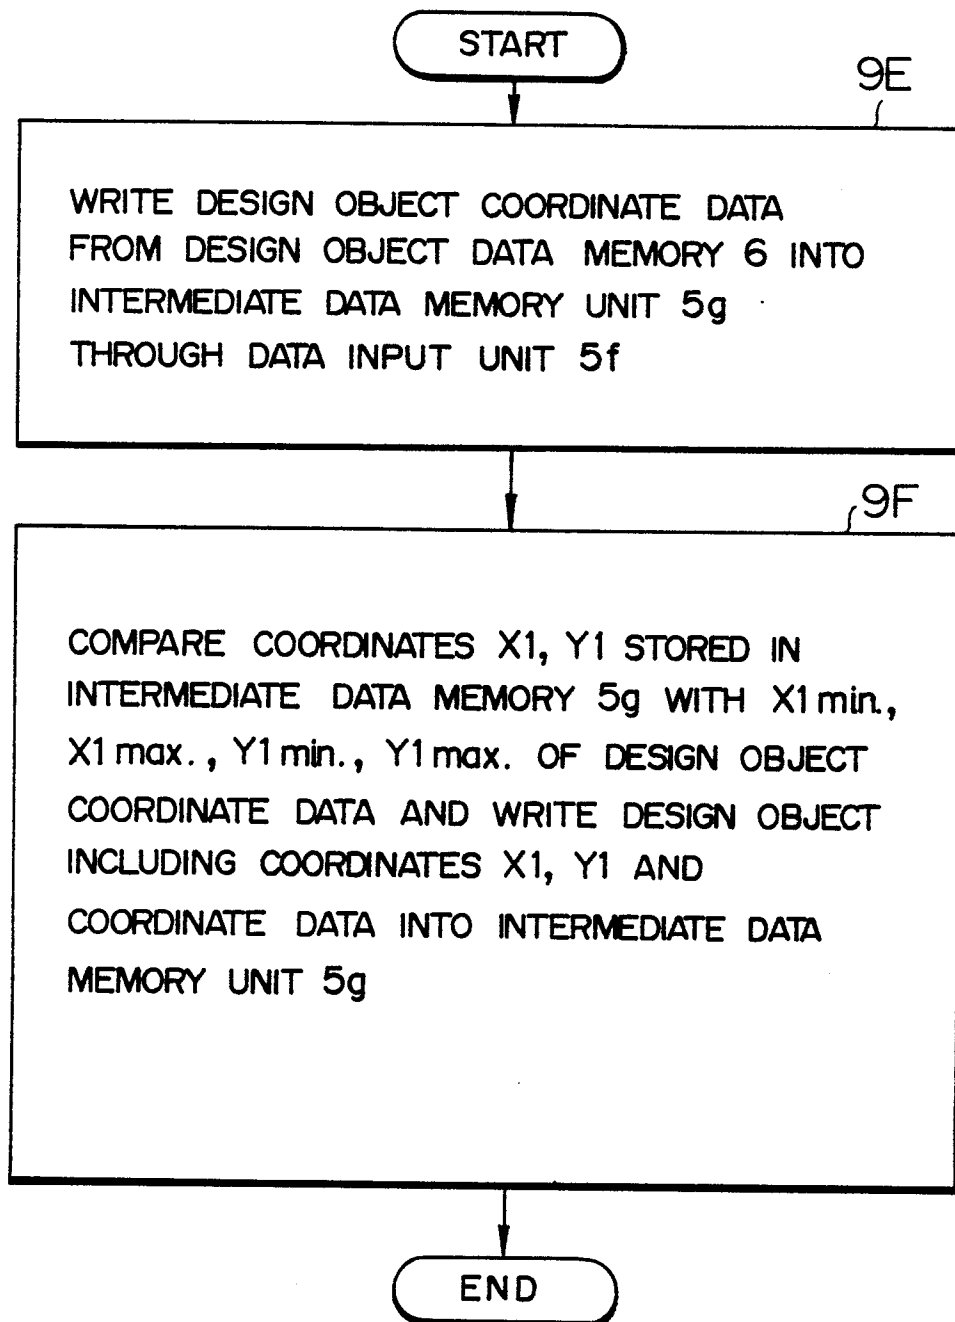 START
9E
WRITE DESIGN OBJECT COORDINATE DATA
FROM DESIGN OBJECT DATA MEMORY 6 INTO
INTERMEDIATE DATA MEMORY UNIT 5g
THROUGH DATA INPUT UNIT 5f
9F
COMPARE COORDINATES X1, Y1 STORED IN
INTERMEDIATE DATA MEMORY 5g WITH X1 min.,
X1 max., Y1 min., Y1 max. OF DESIGN OBJECT
COORDINATE DATA AND WRITE DESIGN OBJECT
INCLUDING COORDINATES X1, Y1 AND
COORDINATE DATA INTO INTERMEDIATE DATA
MEMORY UNIT 5g
END